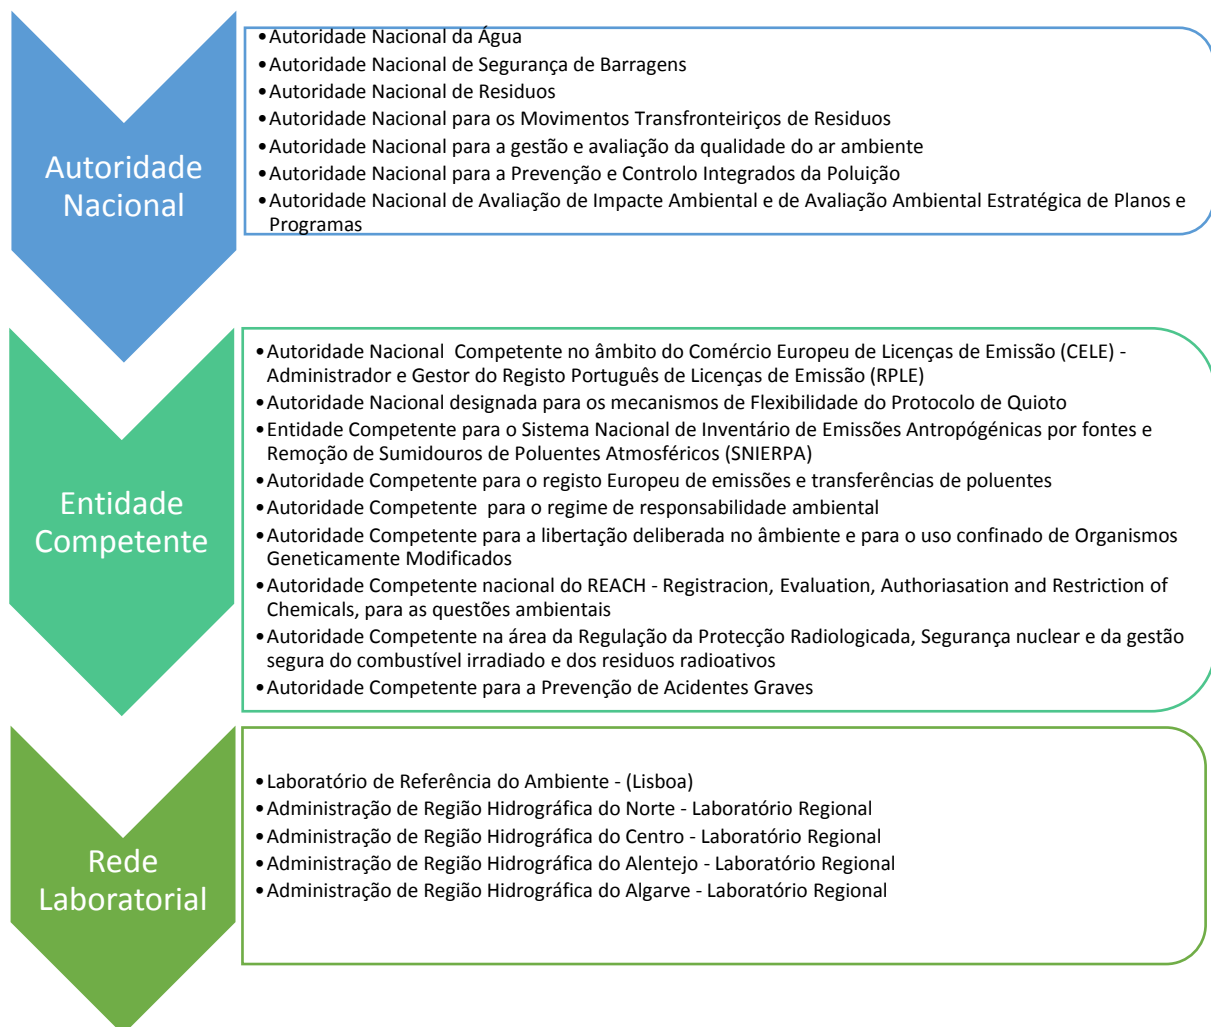 Autoridade
Nacional
•Autoridade Nacional da Água
•Autoridade Nacional de Segurança de Barragens
•Autoridade Nacional de Residuos
•Autoridade Nacional para os Movimentos Transfronteiriços de Residuos
•Autoridade Nacional para a gestão e avaliação da qualidade do ar ambiente
•Autoridade Nacional para a Prevenção e Controlo Integrados da Poluição
•Autoridade Nacional de Avaliação de Impacte Ambiental e de Avaliação Ambiental Estratégica de Planos e
Programas
Entidade
Competente
•Autoridade Nacional  Competente no âmbito do Comércio Europeu de Licenças de Emissão (CELE) -
Administrador e Gestor do Registo Português de Licenças de Emissão (RPLE)
•Autoridade Nacional designada para os mecanismos de Flexibilidade do Protocolo de Quioto
•Entidade Competente para o Sistema Nacional de Inventário de Emissões Antropógénicas por fontes e
Remoção de Sumidouros de Poluentes Atmosféricos (SNIERPA)
•Autoridade Competente para o registo Europeu de emissões e transferências de poluentes
•Autoridade Competente  para o regime de responsabilidade ambiental
•Autoridade Competente para a libertação deliberada no âmbiente e para o uso confinado de Organismos
Geneticamente Modificados
•Autoridade Competente nacional do REACH - Registracion, Evaluation, Authoriasation and Restriction of
Chemicals, para as questões ambientais
•Autoridade Competente na área da Regulação da Protecção Radiologicada, Segurança nuclear e da gestão
segura do combustível irradiado e dos residuos radioativos
•Autoridade Competente para a Prevenção de Acidentes Graves
Rede
Laboratorial
•Laboratório de Referência do Ambiente - (Lisboa)
•Administração de Região Hidrográfica do Norte - Laboratório Regional
•Administração de Região Hidrográfica do Centro - Laboratório Regional
•Administração de Região Hidrográfica do Alentejo - Laboratório Regional
•Administração de Região Hidrográfica do Algarve - Laboratório Regional